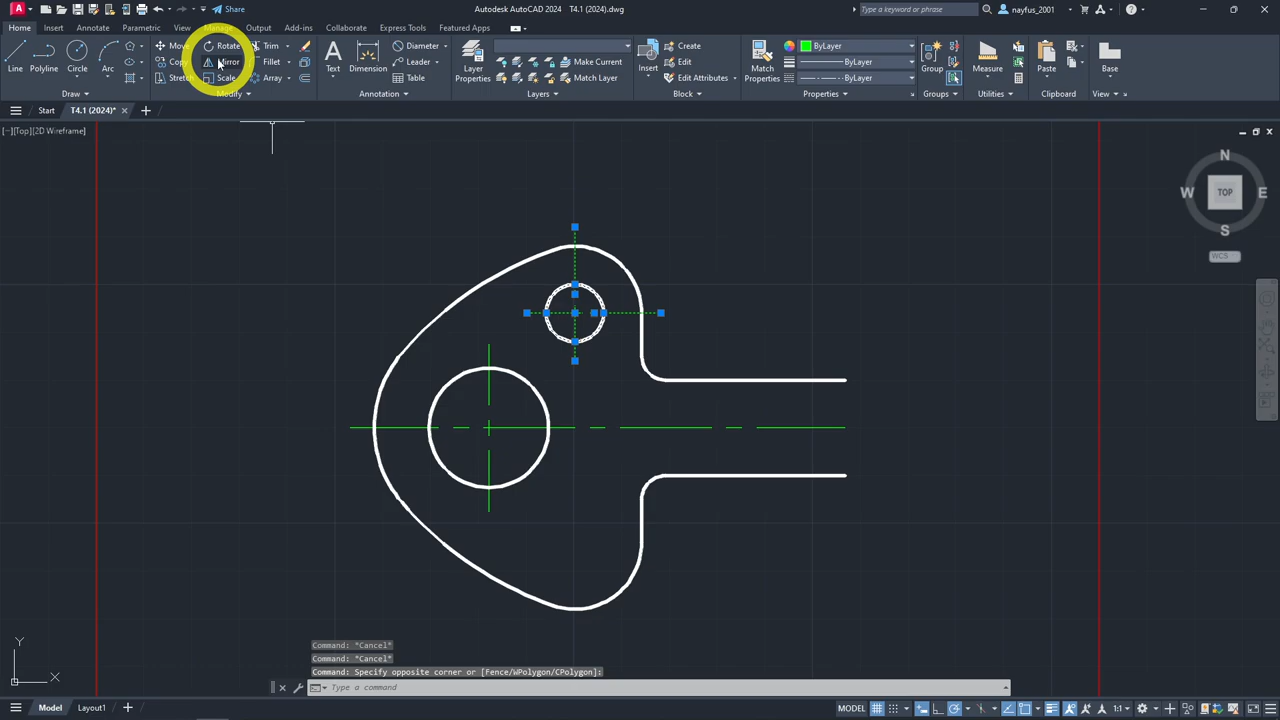 Share
Autodesk AutoCAD 2024 T4.1 (2024).dwg
Type a keyword or phrase
nayfus_2001
Home Insert Annotate Parametric View Manage Output Add-ins Collaborate Express Tools Featured Apps
Line
Polyline
Circle
Arc
Draw
Move
Rotate
Trim
Copy
Mirror
Fillet
Stretch
Scale
Array
Modify
Text
Dimension
Diameter
Leader
Table
Annotation
Layer
Properties
Make Current
Match Layer
Layers
Insert
Create
Edit
Edit Attributes
Block
Match
Properties
ByLayer
ByLayer
ByLayer
Properties
Group
Groups
Measure
Utilities
Paste
Clipboard
Base
View
Start
T4.1 (2024)*
[−][Top][2D Wireframe]
N
W
TOP
E
S
WCS
Y
X
Command: *Cancel*
Command: *Cancel*
Command: Specify opposite corner or [Fence/WPolygon/CPolygon]:
Type a command
Model Layout1
MODEL
1:1